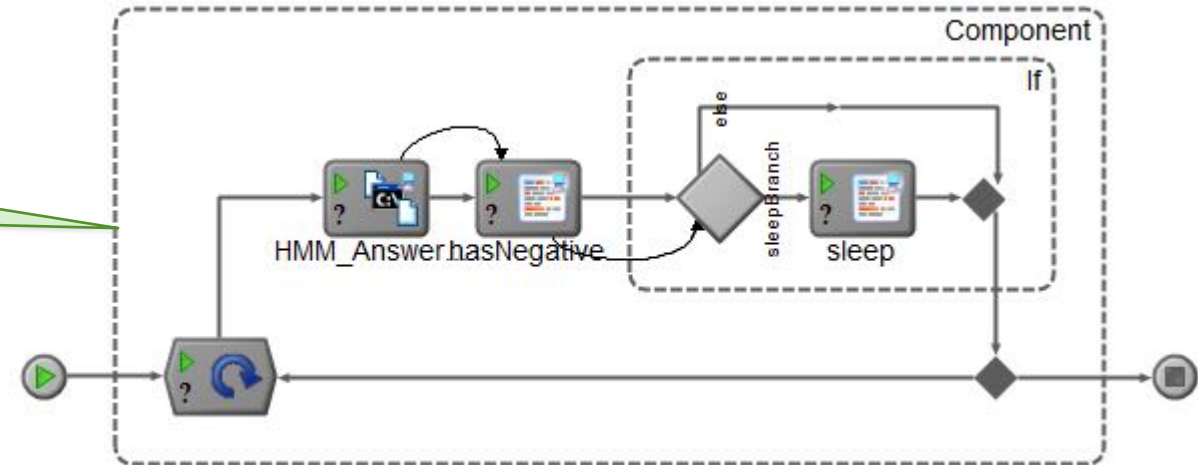 Component
If
else
sleepBranch
?
?
?
HMM_Answer...
hasNegative
sleep
?